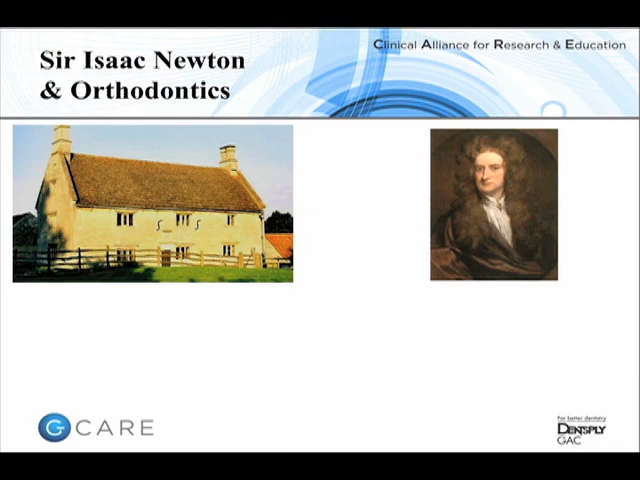 Clinical Alliance for Research & Education
Sir Isaac Newton
& Orthodontics
G CARE
For better dentistry
DENTSPLY
GAC